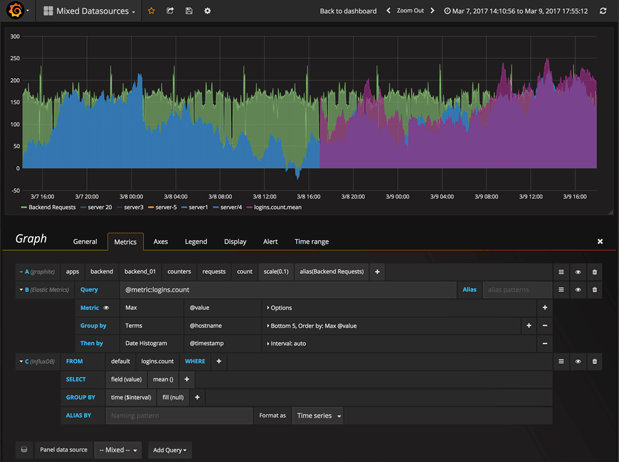 Mixed Datasources
Back to dashboard
Zoom Out
Mar 7, 2017 14:10:56 to Mar 9, 2017 17:55:12
300
250
200
150
100
50
0
-50
3/7 16:00 3/7 20:00 3/8 00:00 3/8 04:00 3/8 08:00 3/8 12:00 3/8 16:00 3/8 20:00 3/9 00:00 3/9 04:00 3/9 08:00 3/9 12:00 3/9 16:00
Backend Requests server 20 server3 server-5 server1 server/4 logins.count.mean
Graph General Metrics Axes Legend Display Alert Time range
A (graphite) apps backend backend_01 counters requests count scale(0.1) alias(Backend Requests) +
B (Elastic Metrics) Query @metric:logins.count Alias alias patterns
Metric Max @value Options +
Group by Terms @hostname Bottom 5, Order by: Max @value + −
Then by Date Histogram @timestamp Interval: auto −
C (InfluxDB) FROM default logins.count WHERE +
SELECT field (value) mean () +
GROUP BY time ($interval) fill (null) +
ALIAS BY Naming pattern Format as Time series
Panel data source -- Mixed -- Add Query